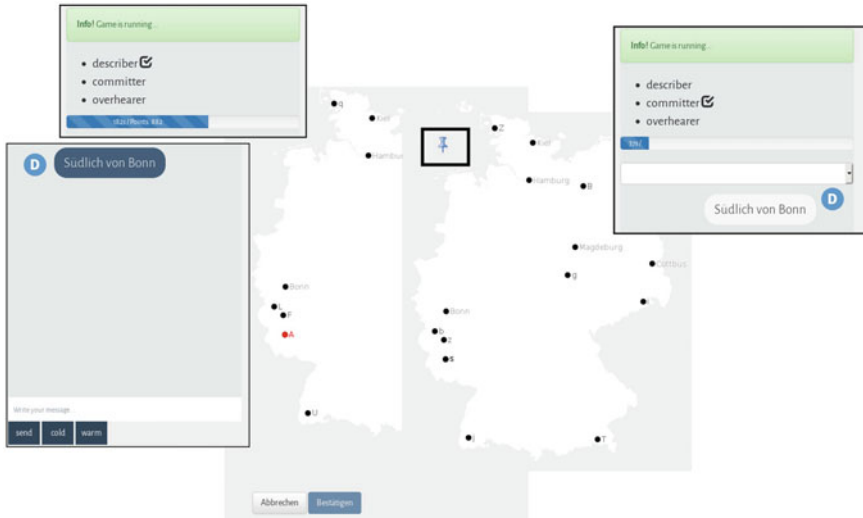 Info! Game is running ..
describer
committer
overhearer
D
Südlich von Bonn
Write your message...
send
cold
warm
q
Kiel
Hambu
Bonn
L
F
A
U
Abbrechen
Bestätigen
Z
Kiel
Hamburg
R
Magdeburg
g
Cottbus
Bonn
b
z
s
T
Info! Game is running ..
describer
committer
overhearer
Südlich von Bonn
D